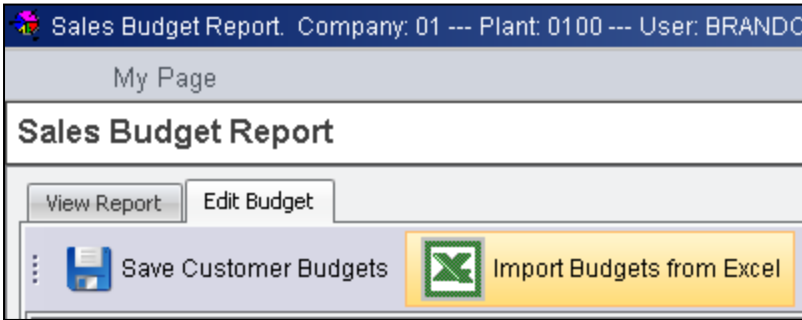 Sales Budget Report. Company: 01 --- Plant: 0100 --- User: BRANDO
My Page
Sales Budget Report
View Report Edit Budget
Save Customer Budgets Import Budgets from Excel